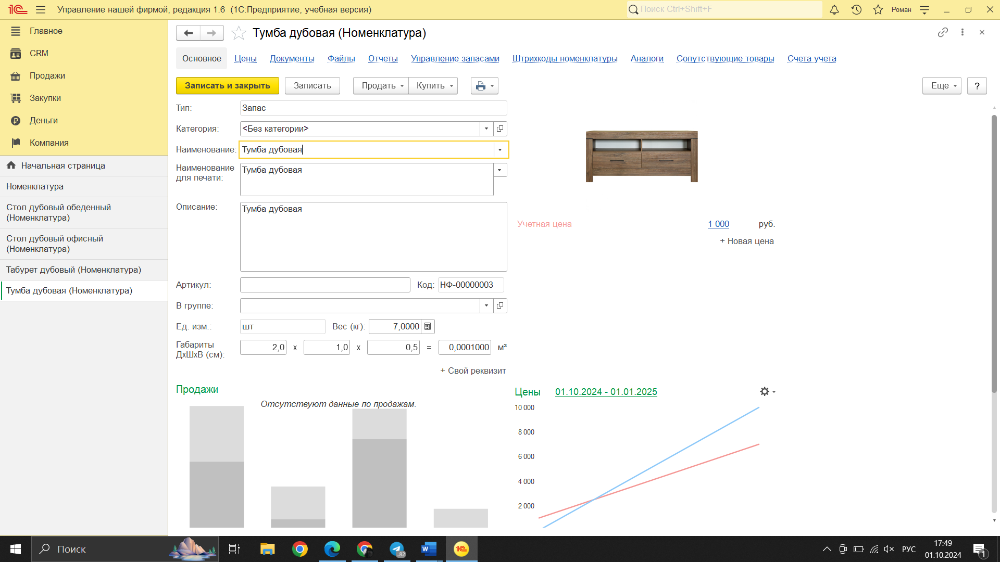 1С Управление нашей фирмой, редакция 1.6 (1С:Предприятие, учебная версия)
Поиск Ctrl+Shift+F
Роман
Главное
CRM
Продажи
Закупки
Деньги
Компания
Начальная страница
Номенклатура
Стол дубовый обеденный
(Номенклатура)
Стол дубовый офисный
(Номенклатура)
Табурет дубовый (Номенклатура)
Тумба дубовая (Номенклатура)
Тумба дубовая (Номенклатура)
Основное Цены Документы Файлы Отчеты Управление запасами Штрихкоды номенклатуры Аналоги Сопутствующие товары Счета учета
Записать и закрыть Записать Продать Купить Еще ?
Тип: Запас
Категория: <Без категории>
Наименование: Тумба дубовая
Наименование
для печати: Тумба дубовая
Описание: Тумба дубовая
Учетная цена 1 000 руб.
+ Новая цена
Артикул: Код: НФ-00000003
В группе:
Ед. изм.: шт Вес (кг): 7,0000
Габариты
ДхШхВ (см): 2,0 х 1,0 х 0,5 = 0,0001000 м³
+ Свой реквизит
Продажи
Отсутствуют данные по продажам.
Цены 01.10.2024 - 01.01.2025
10 000
8 000
6 000
4 000
2 000
Поиск
82
1С
РУС
17:49
01.10.2024
1